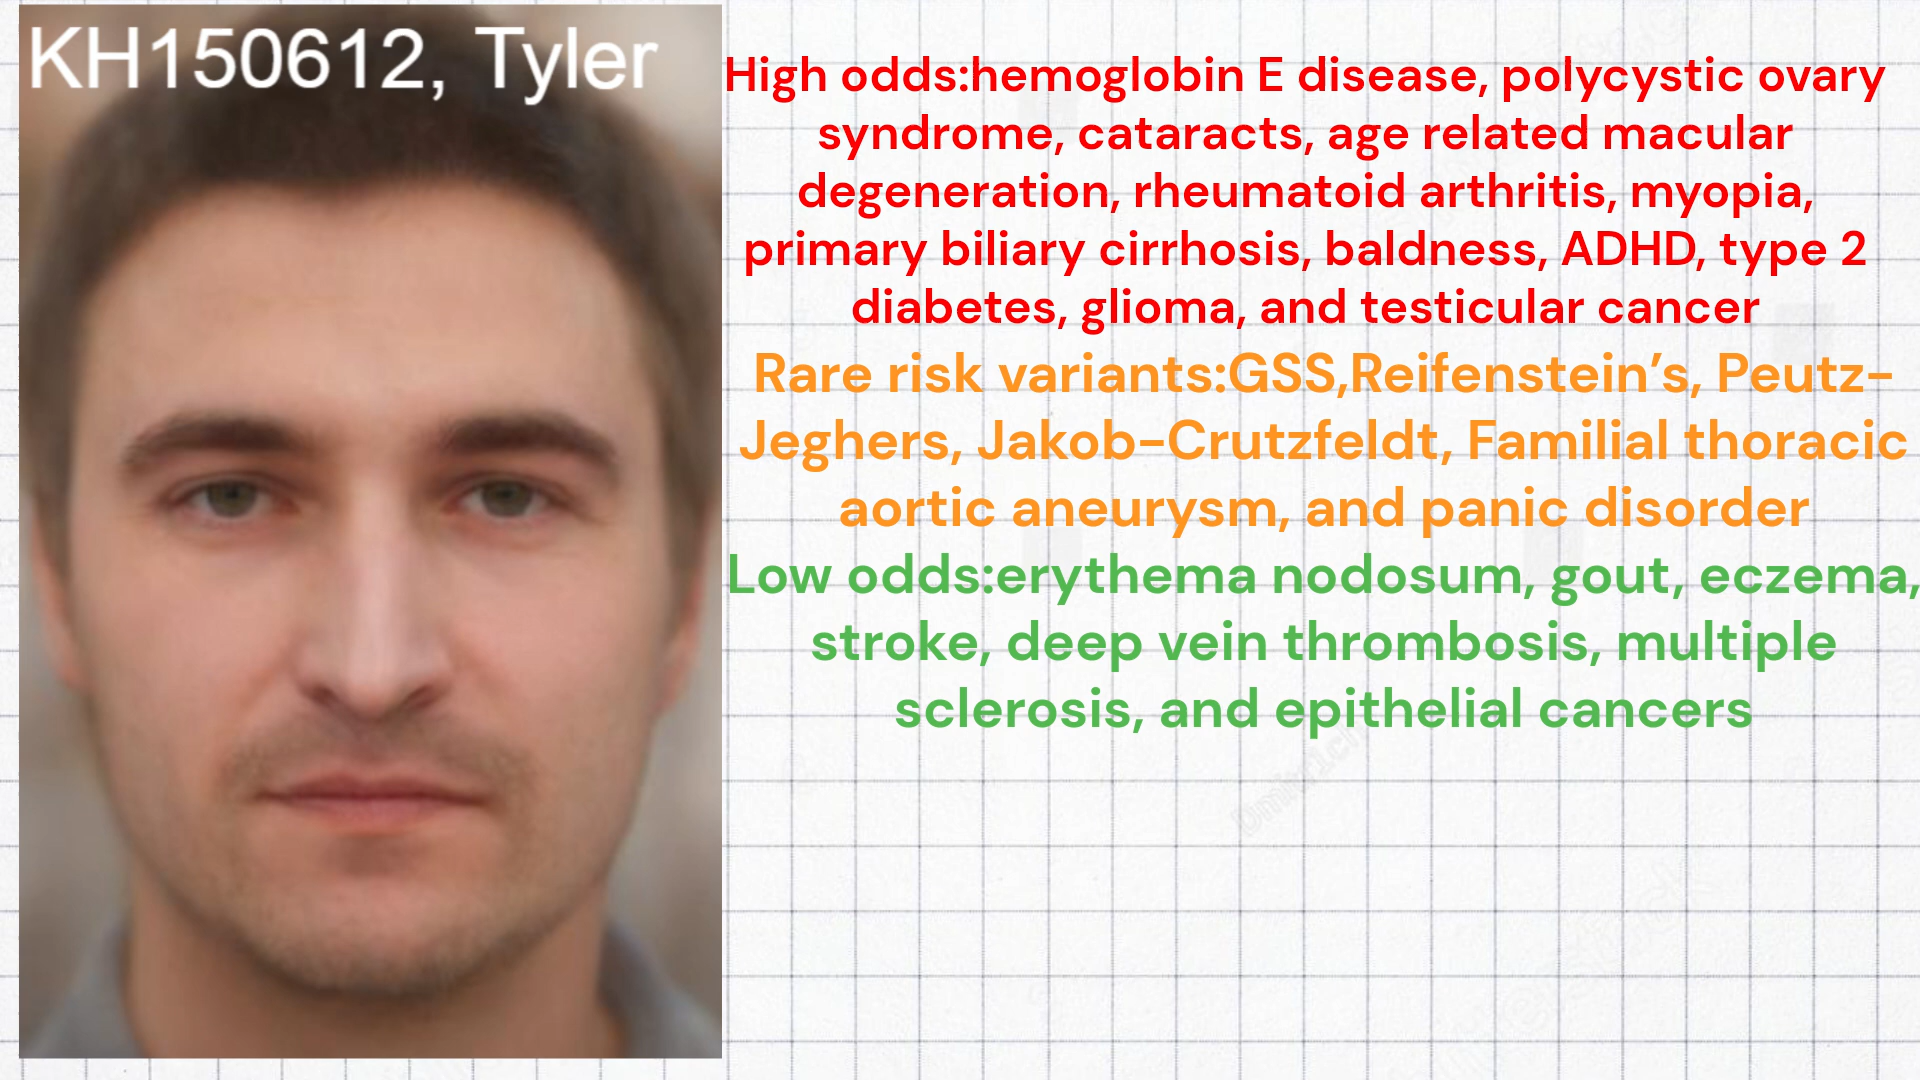 KH150612, Tyler
High odds:hemoglobin E disease, polycystic ovary
syndrome, cataracts, age related macular
degeneration, rheumatoid arthritis, myopia,
primary biliary cirrhosis, baldness, ADHD, type 2
diabetes, glioma, and testicular cancer
Rare risk variants:GSS,Reifenstein’s, Peutz-
Jeghers, Jakob-Crutzfeldt, Familial thoracic
aortic aneurysm, and panic disorder
Low odds:erythema nodosum, gout, eczema,
stroke, deep vein thrombosis, multiple
sclerosis, and epithelial cancers